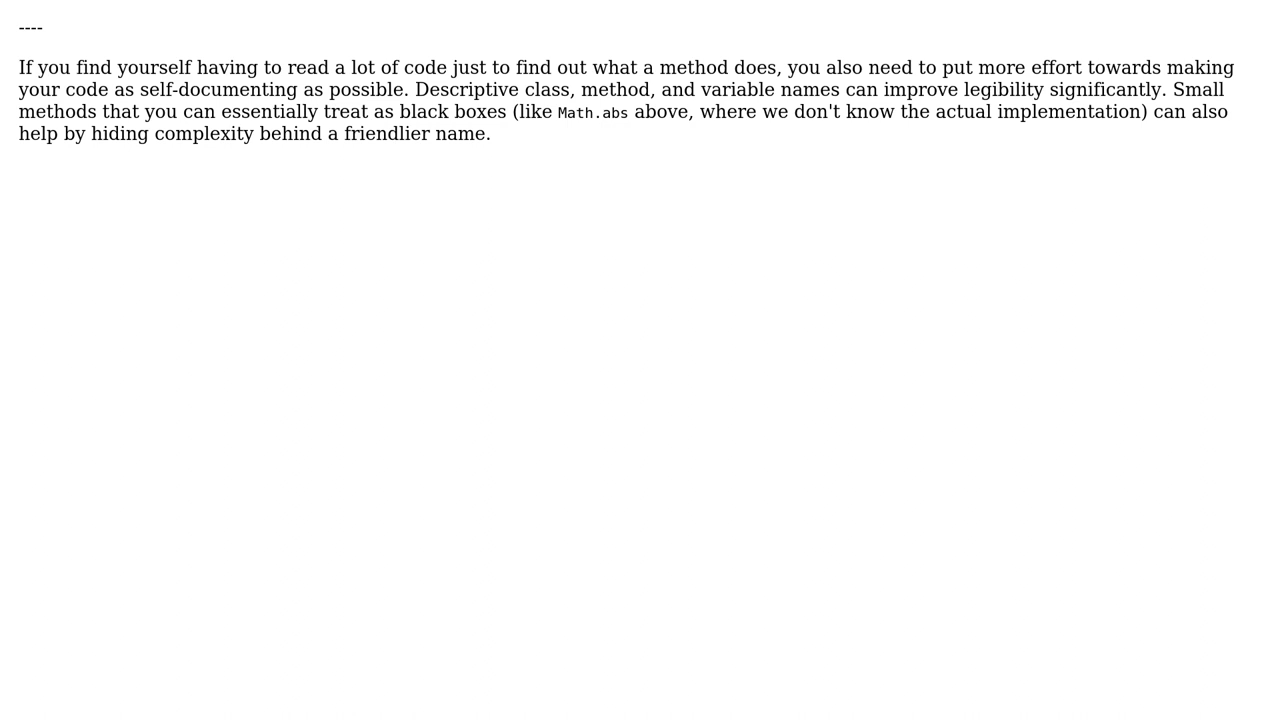 ----
If you find yourself having to read a lot of code just to find out what a method does, you also need to put more effort towards making
your code as self-documenting as possible. Descriptive class, method, and variable names can improve legibility significantly. Small
methods that you can essentially treat as black boxes (like Math.abs above, where we don't know the actual implementation) can also
help by hiding complexity behind a friendlier name.